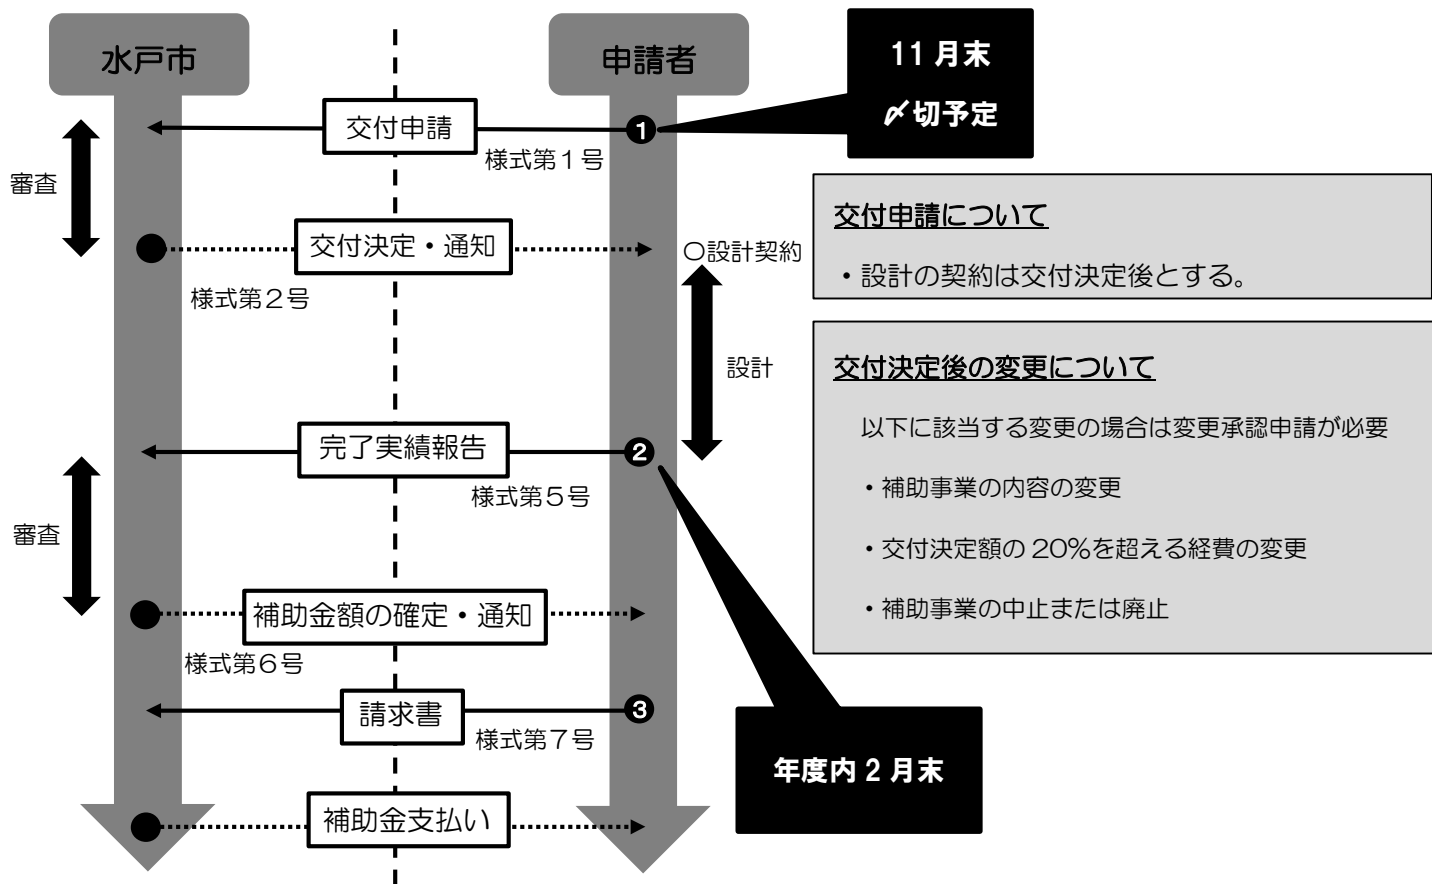 水戸市
申請者
11月末
〆切予定
交付申請
❶
様式第１号
審査
交付決定・通知
様式第２号
〇設計契約
設計
交付申請について
・設計の契約は交付決定後とする。
交付決定後の変更について
以下に該当する変更の場合は変更承認申請が必要
・補助事業の内容の変更
・交付決定額の20%を超える経費の変更
・補助事業の中止または廃止
完了実績報告
❷
様式第５号
審査
補助金額の確定・通知
様式第６号
請求書
❸
様式第７号
年度内2月末
補助金支払い